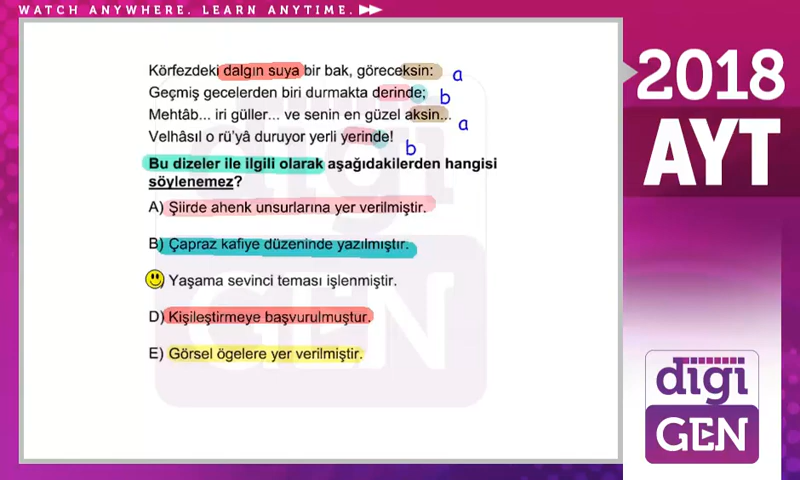 WATCH ANYWHERE. LEARN ANYTIME.
Körfezdeki dalgın suya bir bak, göreceksin: a
Geçmiş gecelerden biri durmakta derinde; b
Mehtâb... iri güller... ve senin en güzel aksin... a
Velhâsıl o rü'yâ duruyor yerli yerinde! b
Bu dizeler ile ilgili olarak aşağıdakilerden hangisi
söylenemez?
A) Şiirde ahenk unsurlarına yer verilmiştir.
B) Çapraz kafiye düzeninde yazılmıştır.
Yaşama sevinci teması işlenmiştir.
D) Kişileştirmeye başvurulmuştur.
E) Görsel ögelere yer verilmiştir.
2018
AYT
digi
GEN